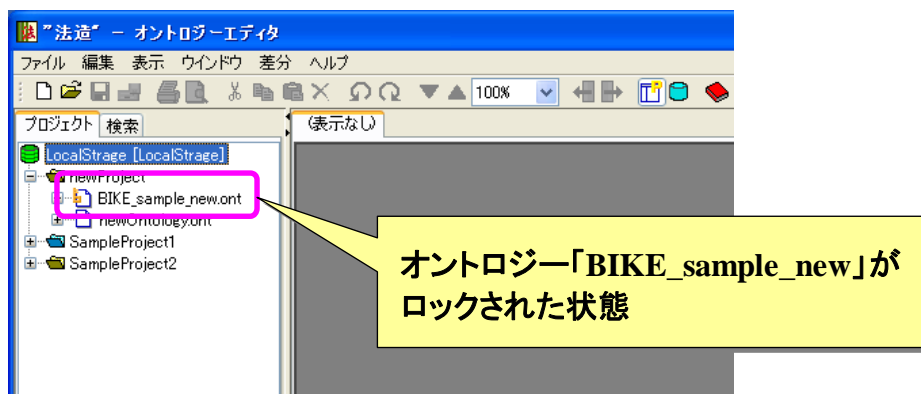 "法造" － オントロジーエディタ
ファイル 編集 表示 ウインドウ 差分 ヘルプ
100%
プロジェクト 検索 (表示なし)
LocalStrage [LocalStrage]
newProject
BIKE_sample_new.ont
newOntology.ont
SampleProject1
SampleProject2
オントロジー「BIKE_sample_new」が
ロックされた状態